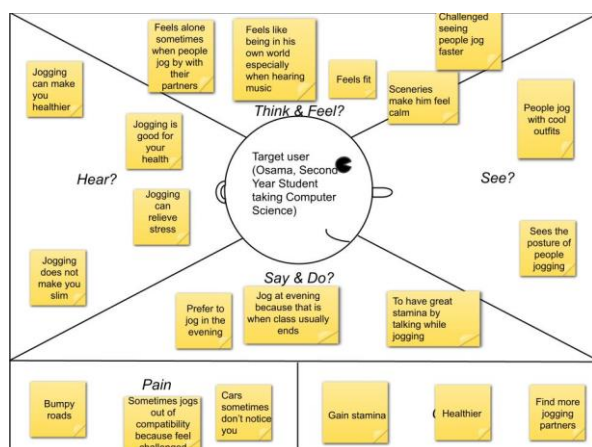 Feels alone
sometimes
when people
jog by with
their
partners
Feels like
being in his
own world
especially
when hearing
music
Feels fit
Challenged
seeing
people jog
faster
Sceneries
make him feel
calm
Think & Feel?
Jogging
can make
you
healthier
Jogging is
good for
your
health
Hear?
Jogging
can
relieve
stress
Jogging
does not
make you
slim
Target user
(Osama, Second
Year Student
taking Computer
Science)
People jog
with cool
outfits
See?
Sees the
posture of
people
jogging
Say & Do?
Prefer to
jog in the
evening
Jog at evening
because that is
when class usually
ends
To have great
stamina by
talking while
jogging
Pain
Bumpy
roads
Sometimes jogs
out of
compatibility
because feel
challenged
Cars
sometimes
don't notice
you
Gain stamina
Healthier
Find more
jogging
partners